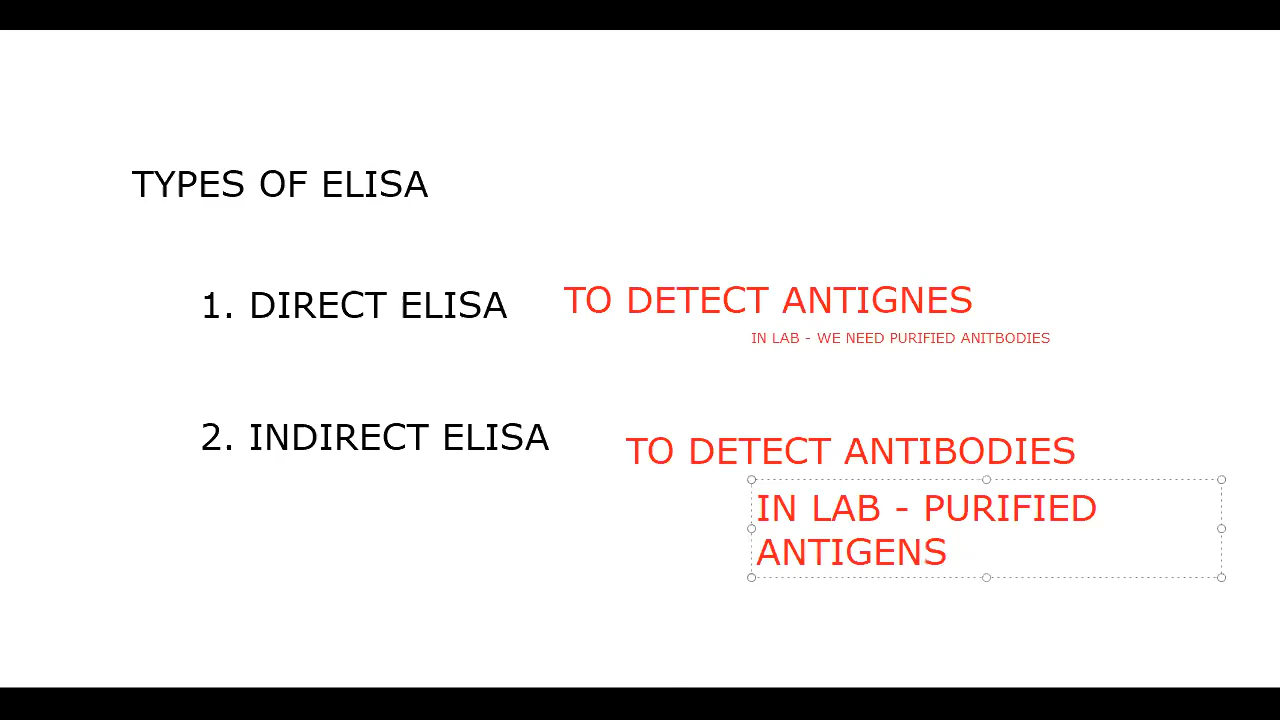 TYPES OF ELISA
1. DIRECT ELISA
TO DETECT ANTIGNES
IN LAB - WE NEED PURIFIED ANITBODIES
2. INDIRECT ELISA
TO DETECT ANTIBODIES
IN LAB - PURIFIED
ANTIGENS